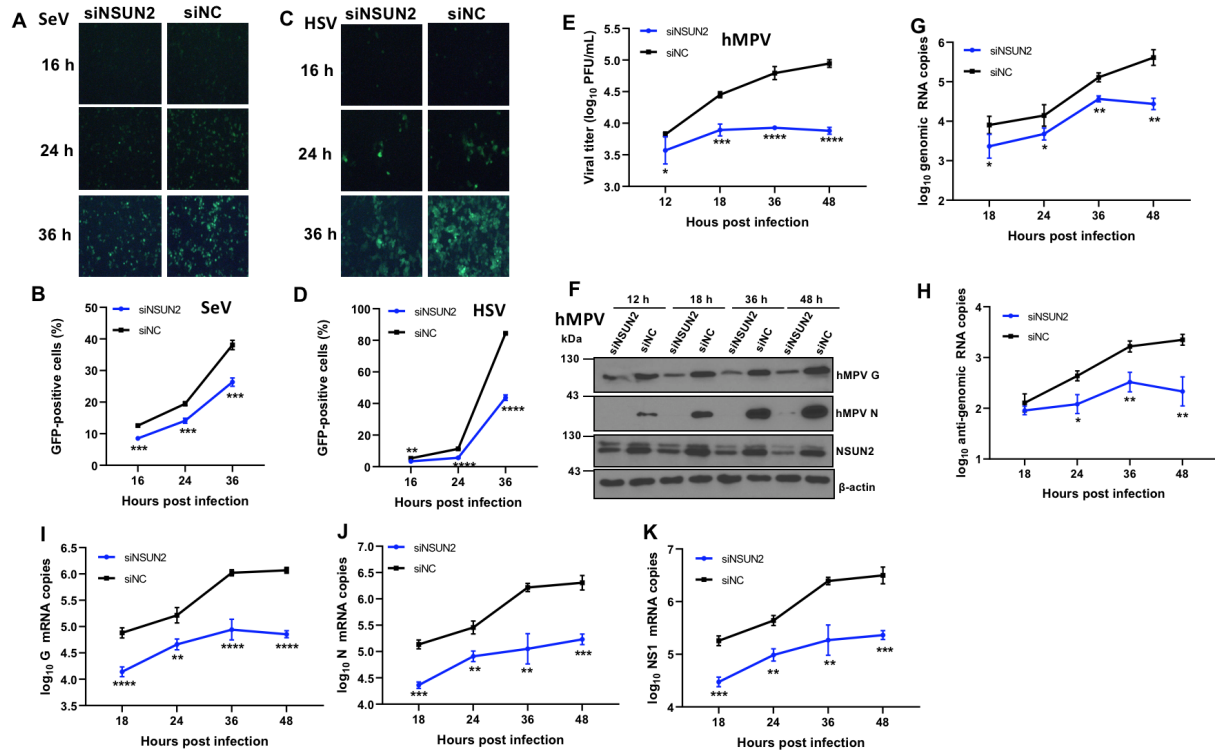 A
SeV
siNSUN2
siNC
16 h
24 h
36 h
B
SeV
siNSUN2
siNC
GFP-positive cells (%)
50
40
30
20
10
0
***
***
***
16
24
36
Hours post infection
C
HSV
siNSUN2
siNC
16 h
24 h
36 h
D
HSV
siNSUN2
siNC
GFP-positive cells (%)
100
80
60
40
20
0
**
****
****
16
24
36
Hours post infection
E
hMPV
siNSUN2
siNC
Viral titer (log10 PFU/mL)
5.5
5.0
4.5
4.0
3.5
3.0
*
***
****
****
12
18
36
48
Hous post infection
F
12 h 18 h 36 h 48 h
hMPV
siNSUN2 siNC siNSUN2 siNC siNSUN2 siNC siNSUN2 siNC
kDa
130
hMPV G
43
hMPV N
130
NSUN2
43
β-actin
G
siNSUN2
siNC
log10 genomic RNA copies
6
5
4
3
2
*
*
**
**
18
24
36
48
Hours post infection
H
siNSUN2
siNC
log10 anti-genomic RNA copies
4
3
2
1
*
**
**
18
24
36
48
Hours post infection
I
siNSUN2
siNC
log10 G mRNA copies
6.5
6.0
5.5
5.0
4.5
4.0
3.5
****
**
****
****
18
24
36
48
Hours post infection
J
siNSUN2
siNC
log10 N mRNA copies
7.0
6.5
6.0
5.5
5.0
4.5
4.0
***
**
**
***
18
24
36
48
Hours post infection
K
siNSUN2
siNC
log10 NS1 mRNA copies
7
6
5
4
***
**
**
***
18
24
36
48
Hours post infection